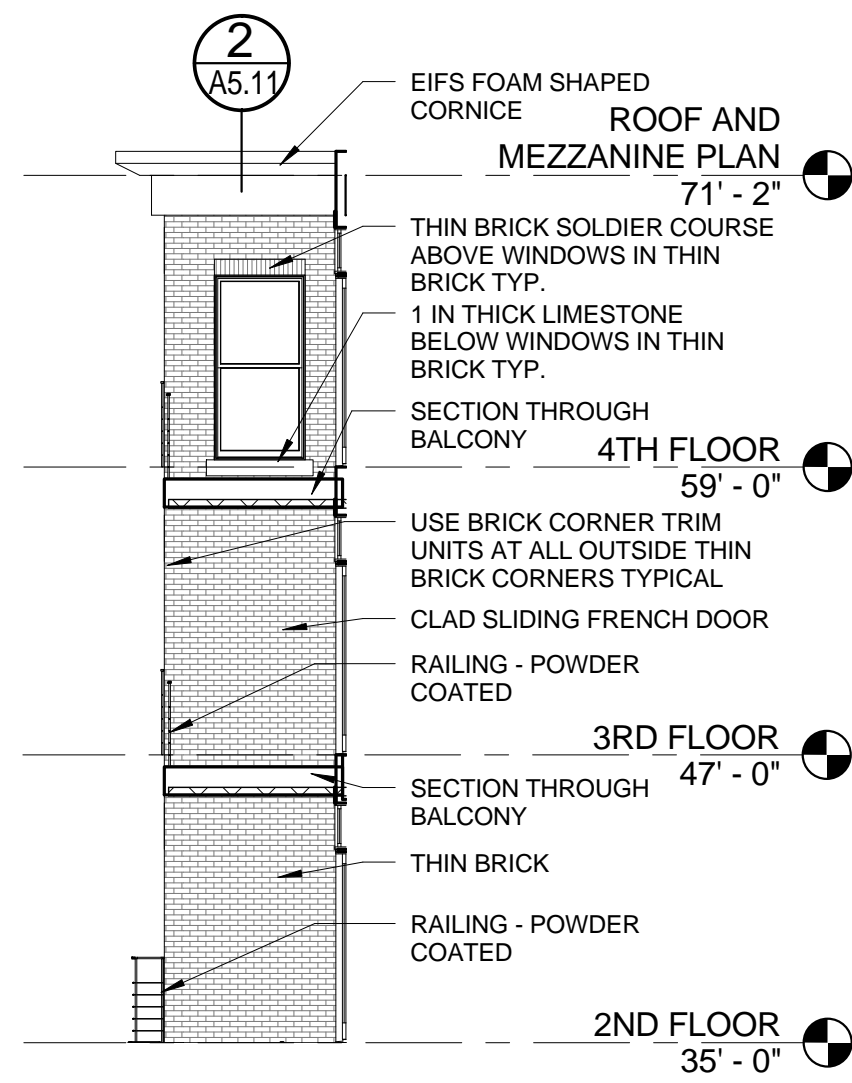 2
A5.11
EIFS FOAM SHAPED
CORNICE
ROOF AND
MEZZANINE PLAN
71' - 2"
THIN BRICK SOLDIER COURSE
ABOVE WINDOWS IN THIN
BRICK TYP.
1 IN THICK LIMESTONE
BELOW WINDOWS IN THIN
BRICK TYP.
SECTION THROUGH
BALCONY
4TH FLOOR
59' - 0"
USE BRICK CORNER TRIM
UNITS AT ALL OUTSIDE THIN
BRICK CORNERS TYPICAL
CLAD SLIDING FRENCH DOOR
RAILING - POWDER
COATED
3RD FLOOR
47' - 0"
SECTION THROUGH
BALCONY
THIN BRICK
RAILING - POWDER
COATED
2ND FLOOR
35' - 0"